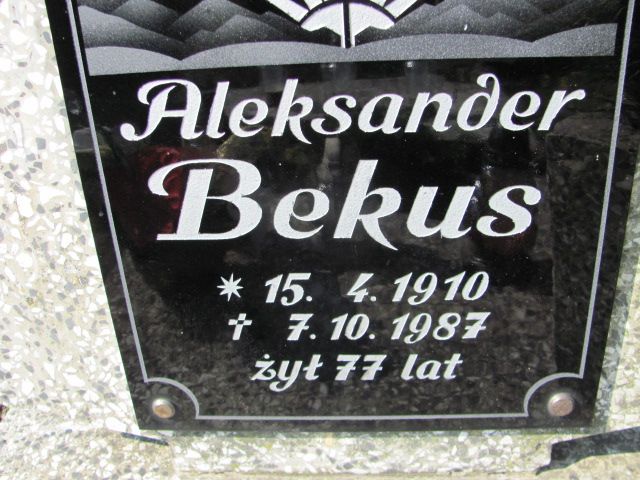 Aleksander
Bekus
* 15. 4. 1910
† 7. 10. 1987
żył 77 lat